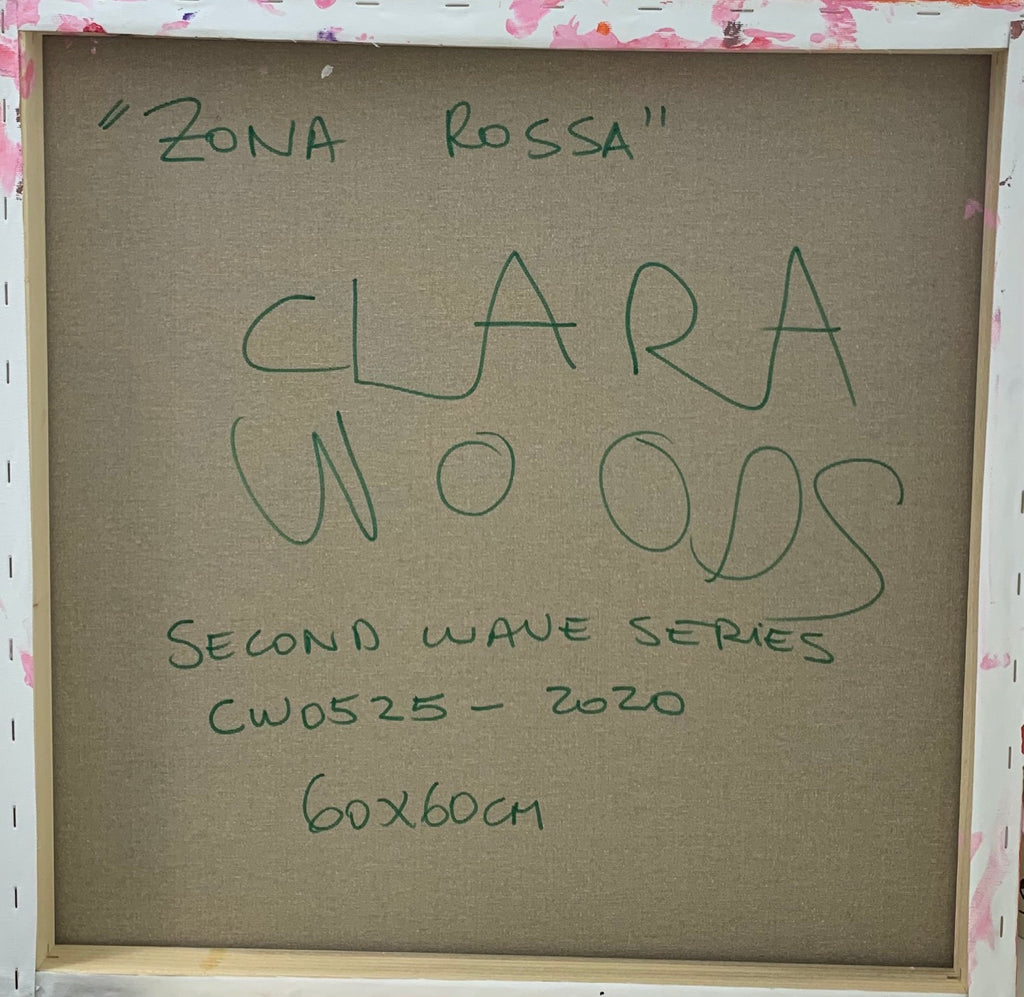 "ZONA ROSSA"
CLARA
WOODS
SECOND WAVE SERIES
CW0525 - 2020
60x60CM